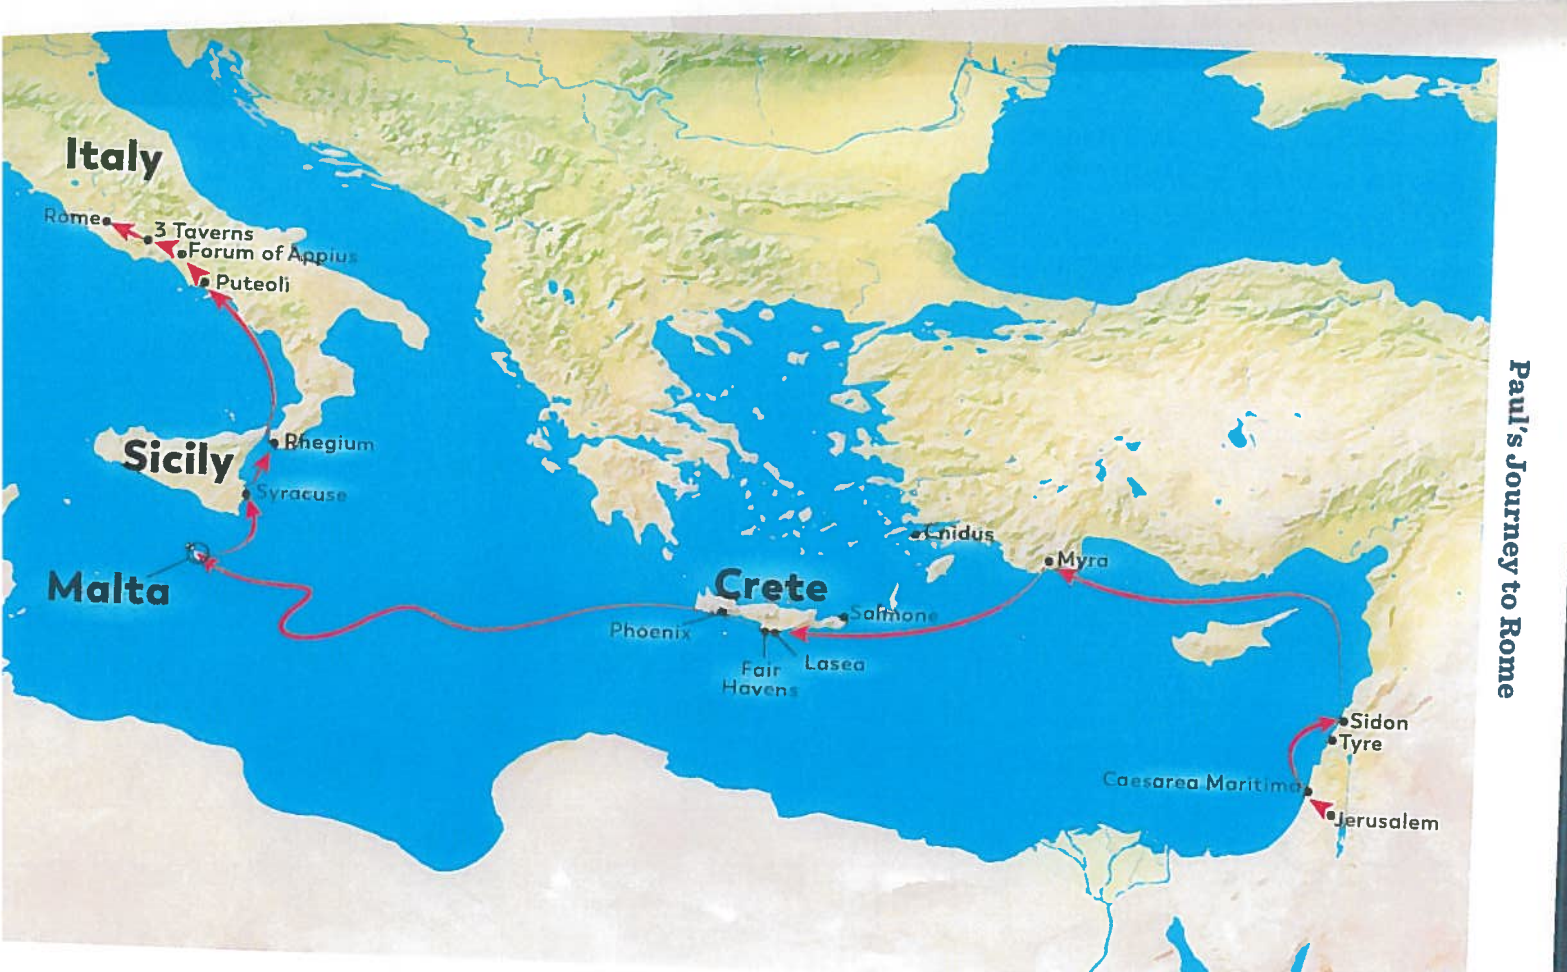 Paul's Journey to Rome
Italy
Rome
3 Taverns
Forum of Appius
Puteoli
Sicily
Rhegium
Syracuse
Malta
Cnidus
Myra
Crete
Salmone
Phoenix
Lasea
Fair
Havens
Sidon
Tyre
Caesarea Maritima
Jerusalem